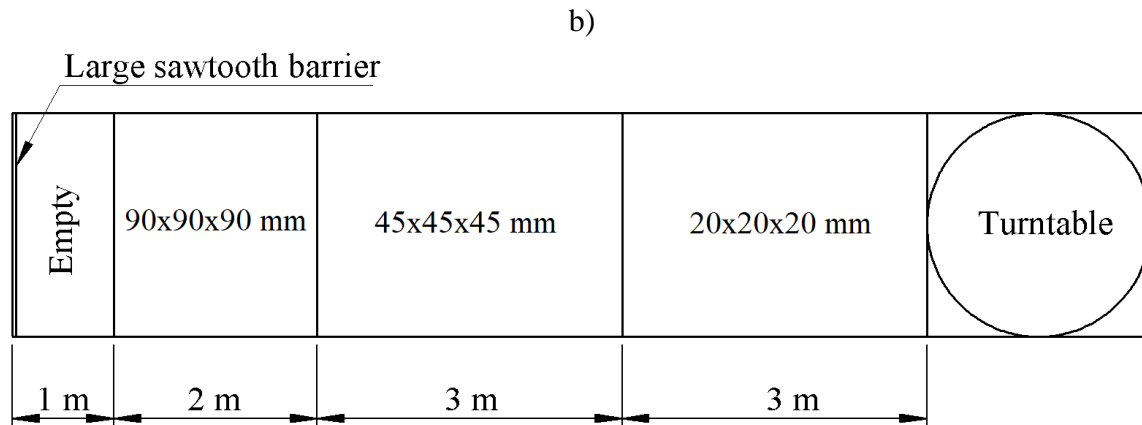 b)
Large sawtooth barrier
Empty
90x90x90 mm
45x45x45 mm
20x20x20 mm
Turntable
1 m
2 m
3 m
3 m